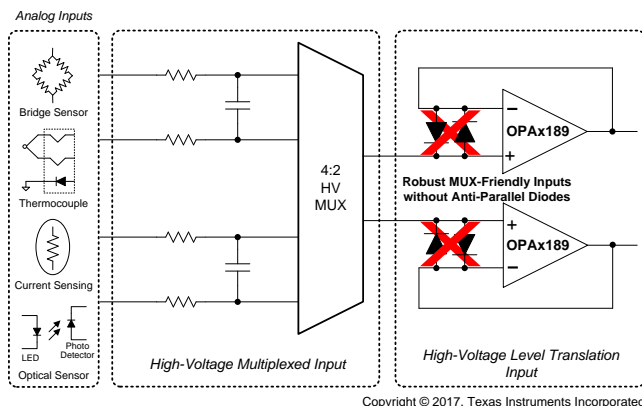 Analog Inputs
Bridge Sensor
Thermocouple
Current Sensing
LED
Photo
Detector
Optical Sensor
4:2
HV
MUX
High-Voltage Multiplexed Input
OPAx189
Robust MUX-Friendly Inputs
without Anti-Parallel Diodes
OPAx189
High-Voltage Level Translation
Input
Copyright © 2017, Texas Instruments Incorporated